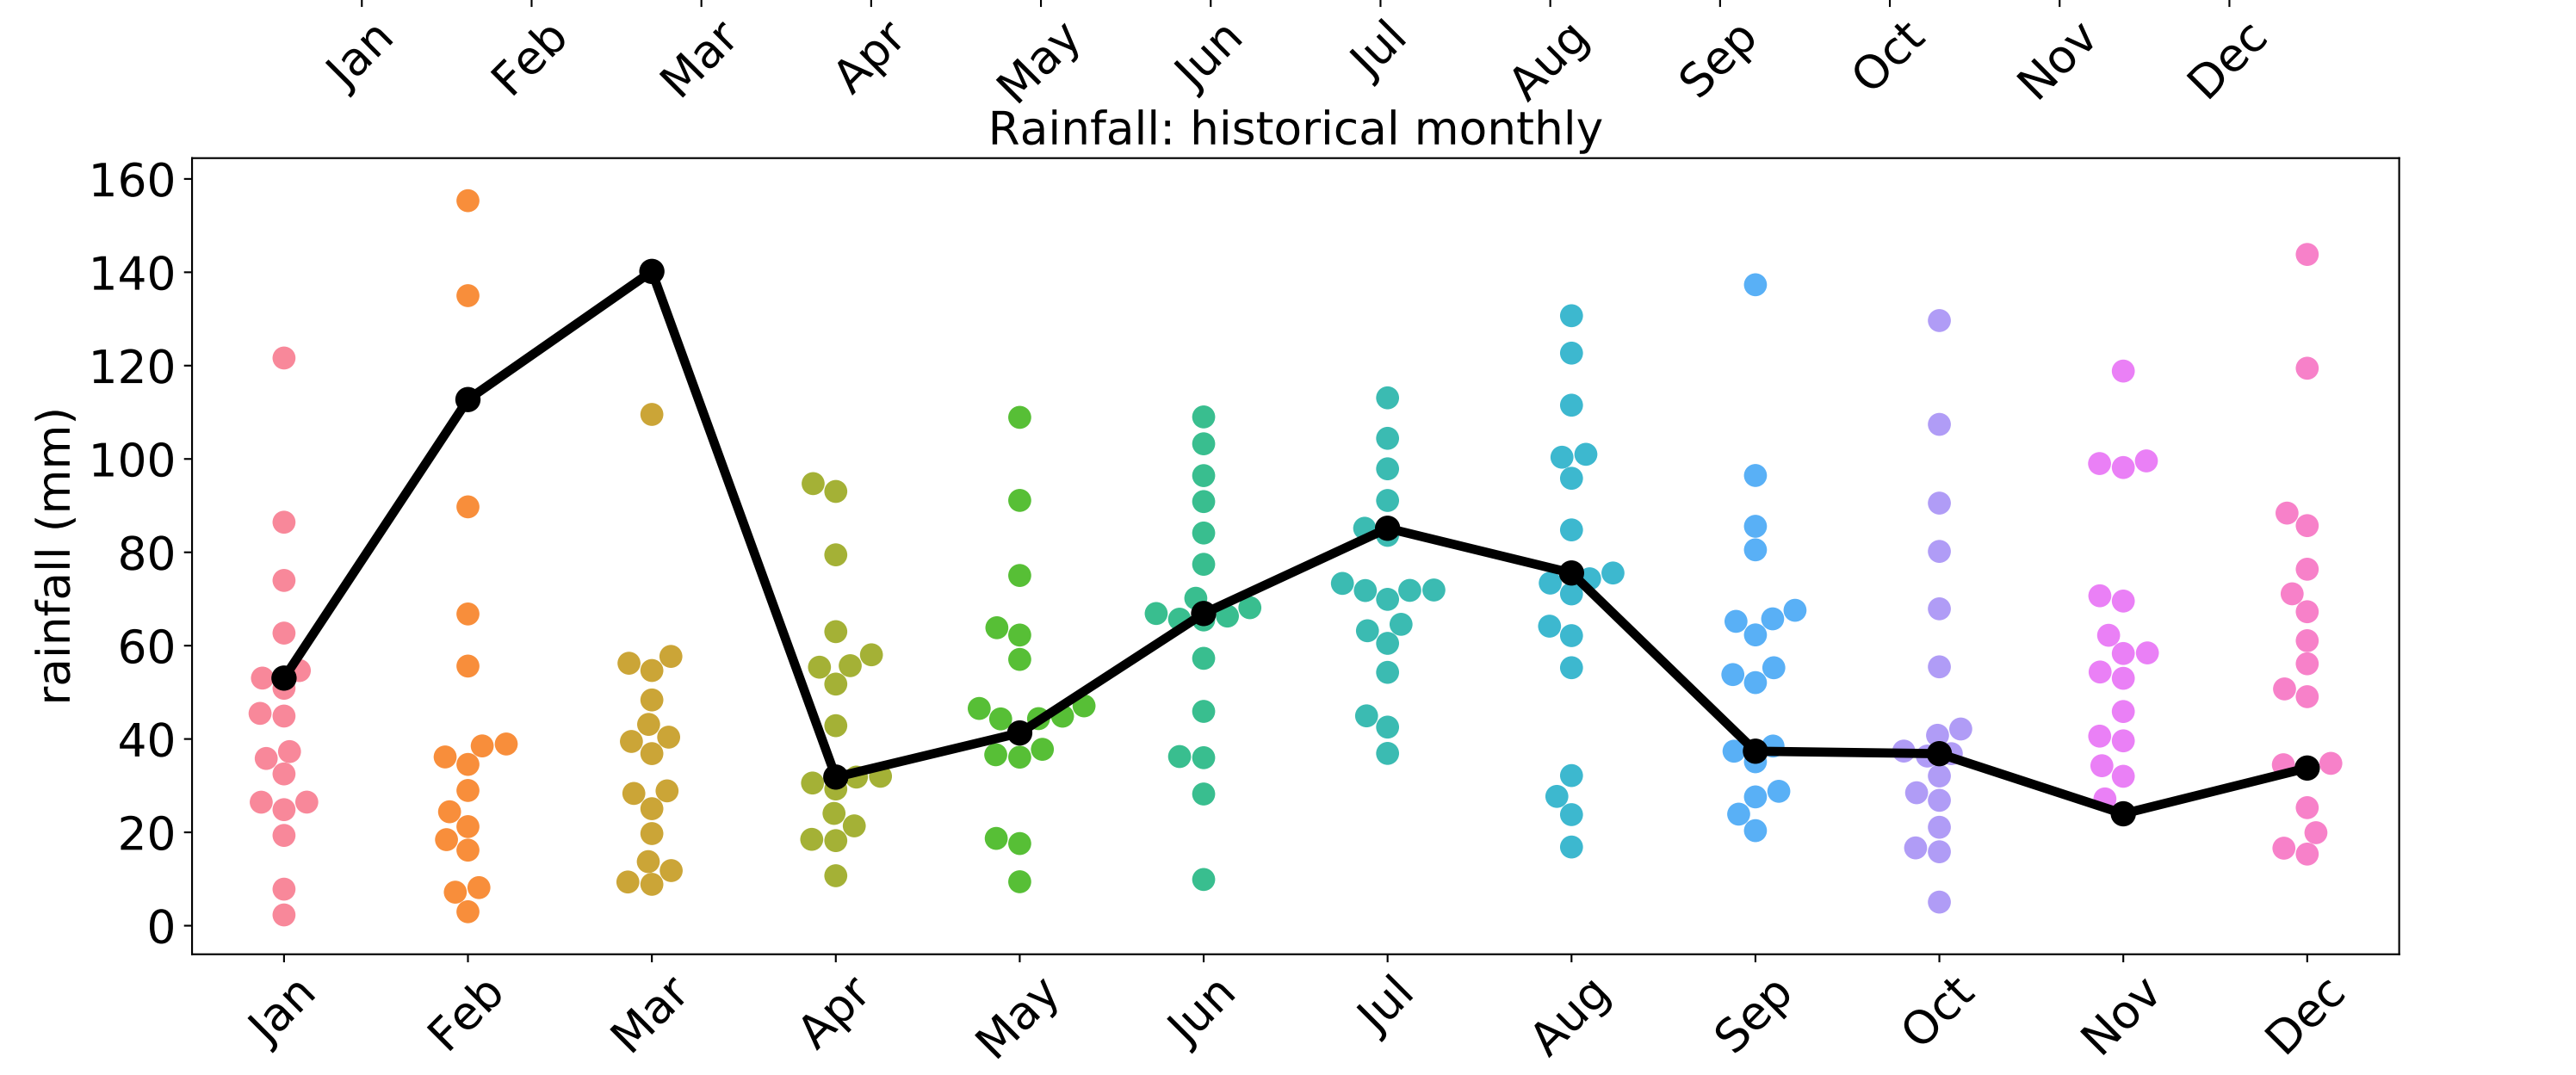 Jan Feb Mar Apr May Jun Jul Aug Sep Oct Nov Dec
Rainfall: historical monthly
rainfall (mm)
160
140
120
100
80
60
40
20
0
Jan Feb Mar Apr May Jun Jul Aug Sep Oct Nov Dec